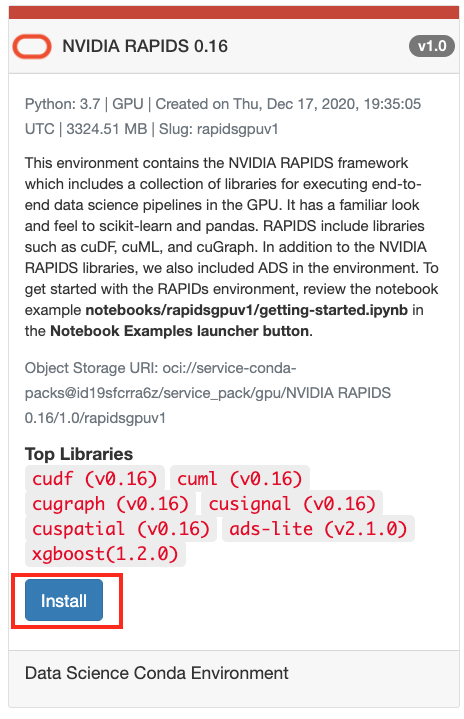 NVIDIA RAPIDS 0.16
v1.0
Python: 3.7 | GPU | Created on Thu, Dec 17, 2020, 19:35:05
UTC | 3324.51 MB | Slug: rapidsgpuv1
This environment contains the NVIDIA RAPIDS framework
which includes a collection of libraries for executing end-to-
end data science pipelines in the GPU. It has a familiar look
and feel to scikit-learn and pandas. RAPIDS include libraries
such as cuDF, cuML, and cuGraph. In addition to the NVIDIA
RAPIDS libraries, we also included ADS in the environment. To
get started with the RAPIDs environment, review the notebook
example notebooks/rapidsgpuv1/getting-started.ipynb in
the Notebook Examples launcher button.
Object Storage URI: oci://service-conda-
packs@id19sfcrra6z/service_pack/gpu/NVIDIA RAPIDS
0.16/1.0/rapidsgpuv1
Top Libraries
cudf (v0.16) cuml (v0.16)
cugraph (v0.16) cusignal (v0.16)
cuspatial (v0.16) ads-lite (v2.1.0)
xgboost(1.2.0)
Install
Data Science Conda Environment